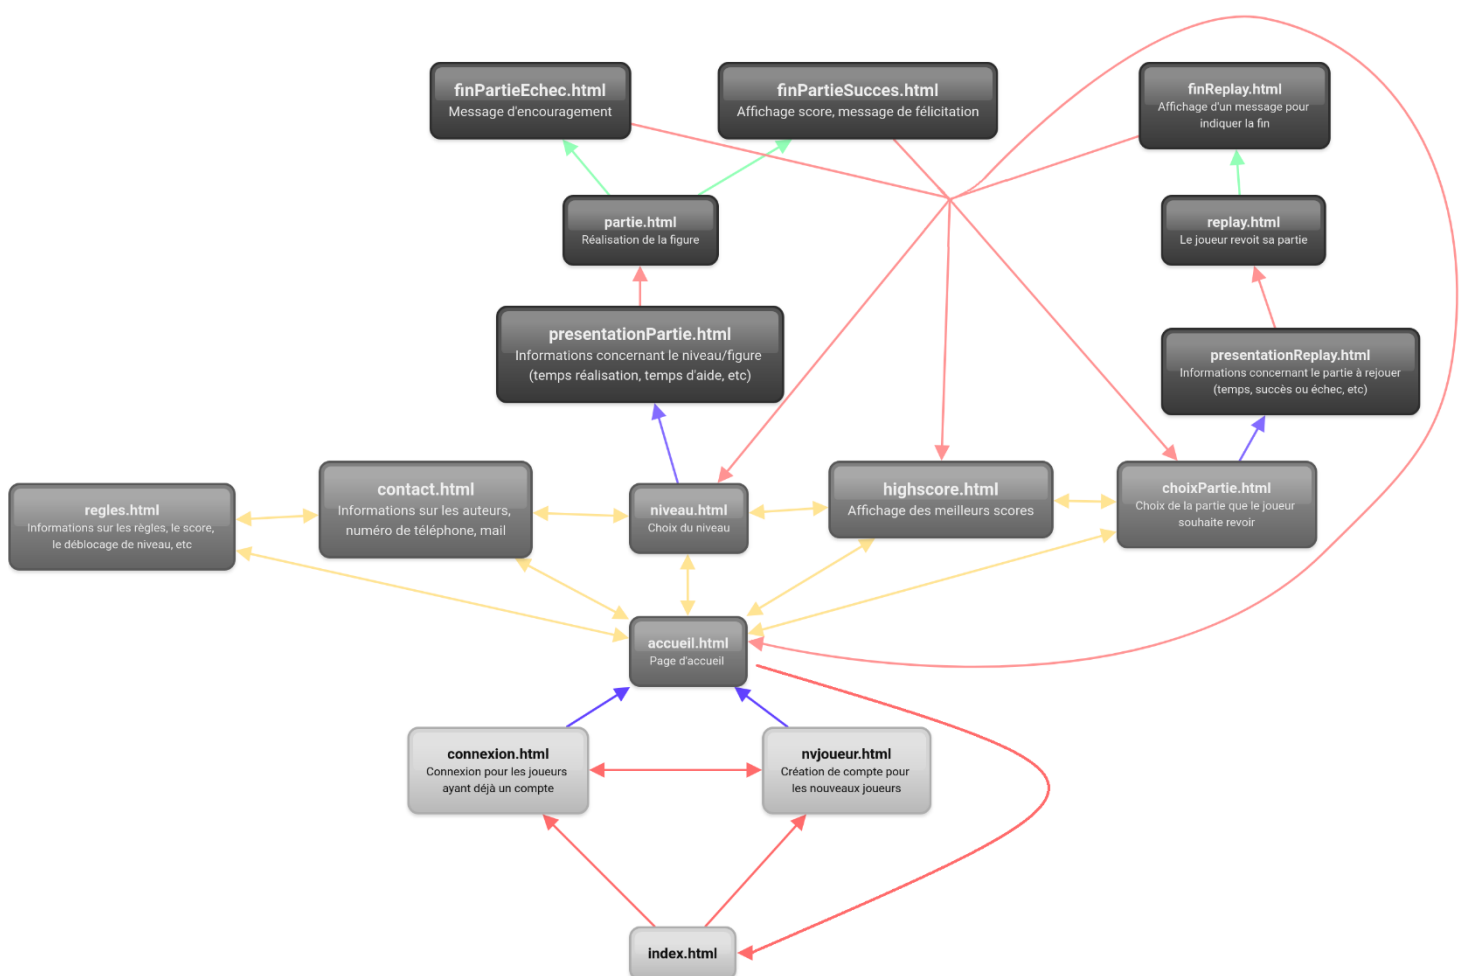 finPartieEchec.html
Message d'encouragement
finPartieSucces.html
Affichage score, message de félicitation
finReplay.html
Affichage d'un message pour
indiquer la fin
partie.html
Réalisation de la figure
replay.html
Le joueur revoit sa partie
presentationPartie.html
Informations concernant le niveau/figure
(temps réalisation, temps d'aide, etc)
presentationReplay.html
Informations concernant le partie à rejouer
(temps, succès ou échec, etc)
regles.html
Informations sur les règles, le score,
le déblocage de niveau, etc
contact.html
Informations sur les auteurs,
numéro de téléphone, mail
niveau.html
Choix du niveau
highscore.html
Affichage des meilleurs scores
choixPartie.html
Choix de la partie que le joueur
souhaite revoir
accueil.html
Page d'accueil
connexion.html
Connexion pour les joueurs
ayant déjà un compte
nvjoueur.html
Création de compte pour
les nouveaux joueurs
index.html